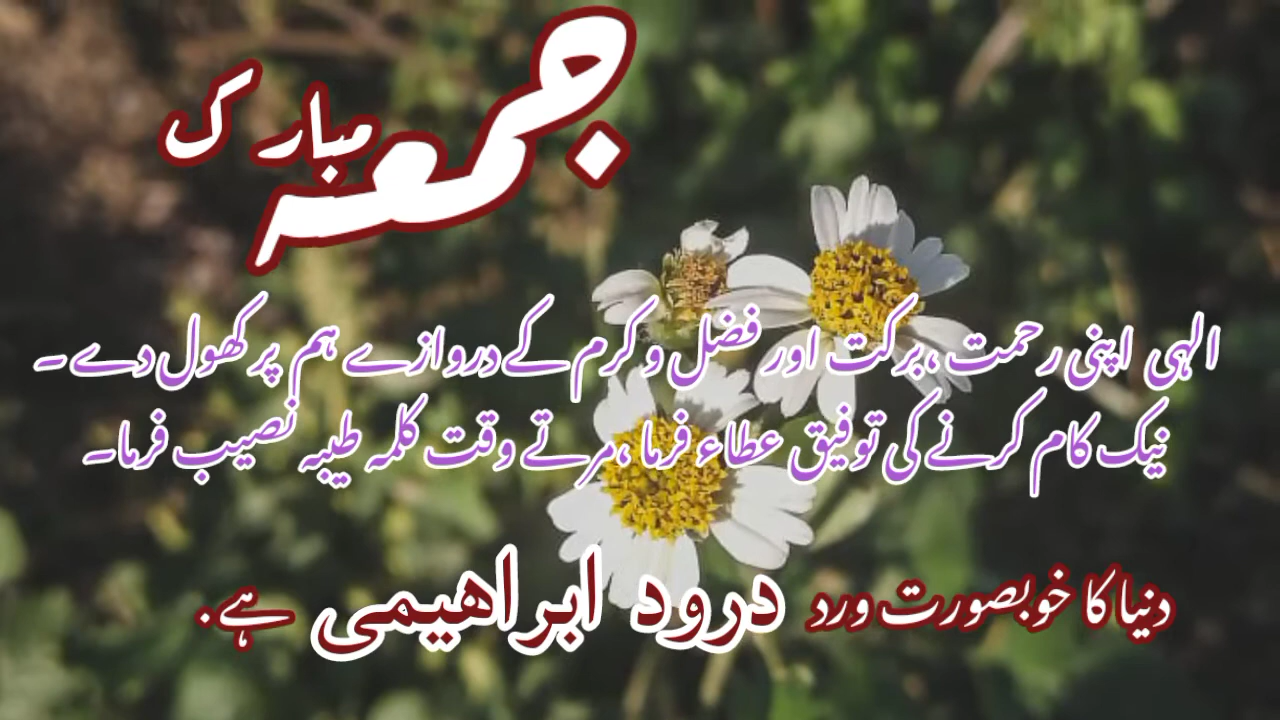 جمعہ مبارک
الہی اپنی رحمت ،برکت اور فضل و کرم کے دروازے ہم پر کھول دے ۔
نیک کام کرنے کی توفیق عطاء فرما ،مرتے وقت کلمہ طیبہ نصیب فرما۔
دنیا کا خوبصورت ورد درود ابراھیمی ہے.